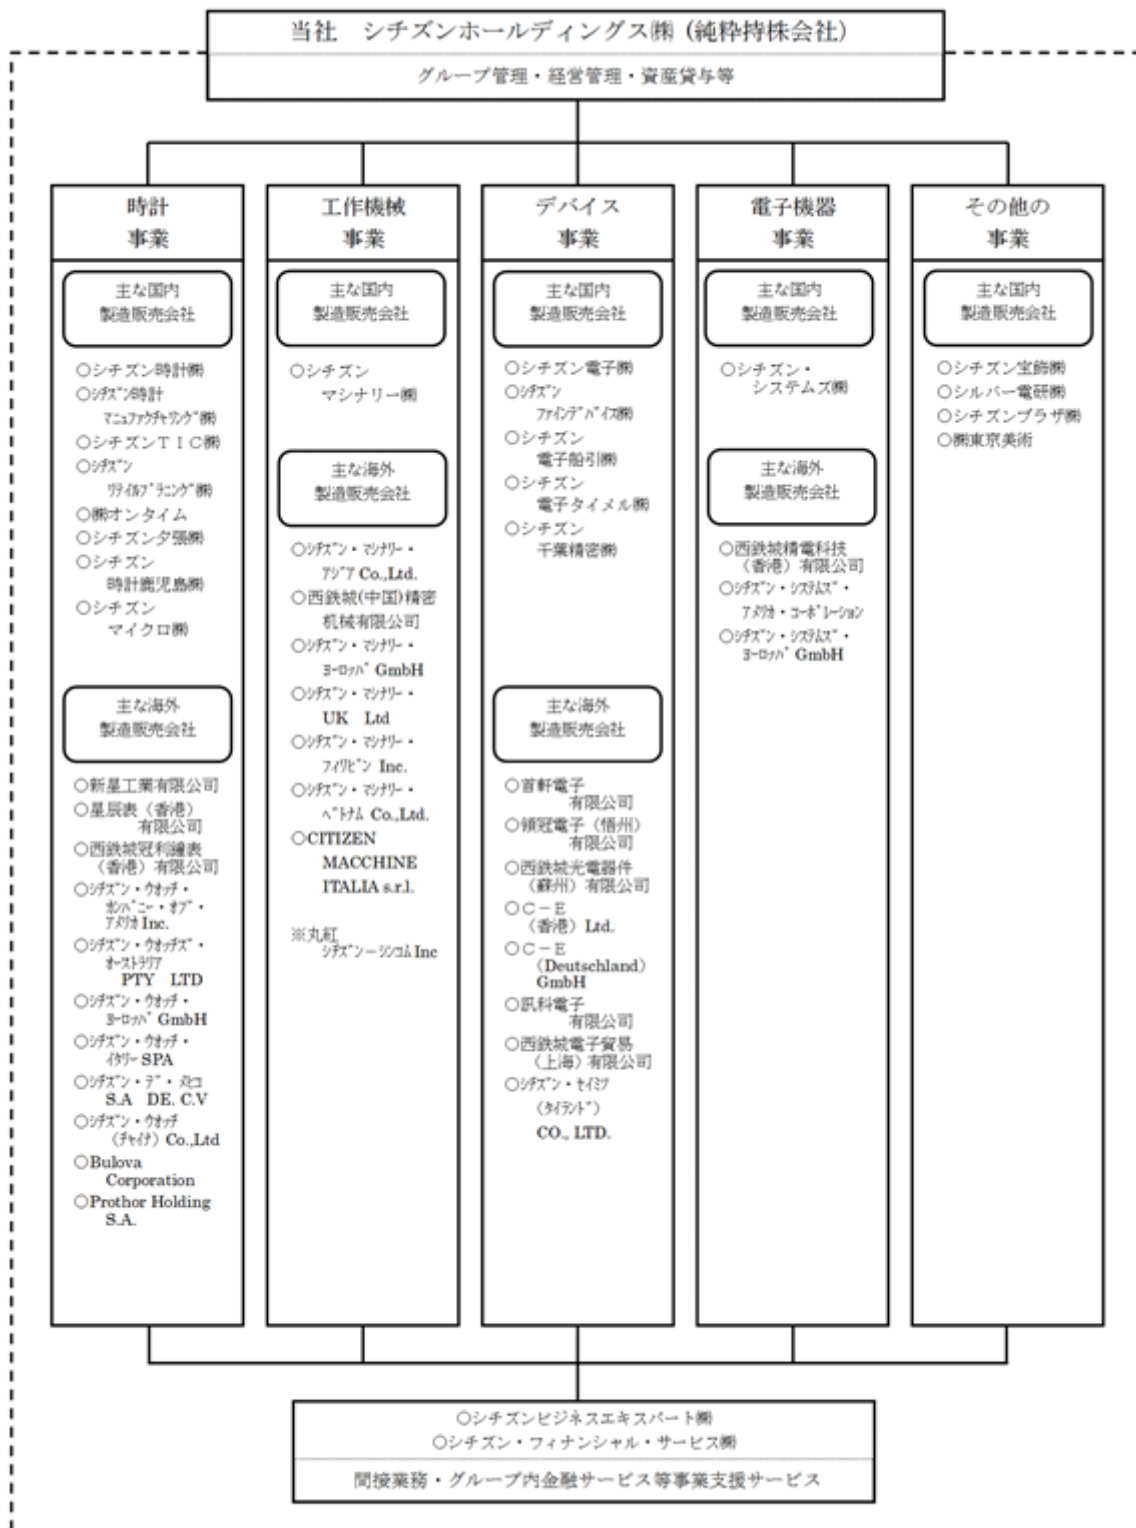 当社　シチズンホールディングス㈱ (純粋持株会社)
グループ管理・経営管理・資産貸与等
時計
事業
主な国内
製造販売会社
○シチズン時計㈱
○ｼﾁｽﾞﾝ時計
ﾏﾆｭﾌｧｸﾁｬﾘﾝｸﾞ㈱
○シチズンＴＩＣ㈱
○ｼﾁｽﾞﾝ
ﾘﾃｲﾙﾌﾟﾗﾆﾝｸﾞ㈱
○㈱オンタイム
○シチズン夕張㈱
○シチズン
時計鹿児島㈱
○シチズン
マイクロ㈱
主な海外
製造販売会社
○新星工業有限公司
○星辰表（香港）
有限公司
○西鉄城冠利鐘表
（香港）有限公司
○ｼﾁｽﾞﾝ・ｳｵｯﾁ・
ｶﾝﾊﾟﾆｰ・ｵﾌﾞ・
ｱﾒﾘｶ Inc.
○ｼﾁｽﾞﾝ・ｳｵｯﾁｽﾞ・
ｵｰｽﾄﾗﾘｱ
PTY　LTD
○ｼﾁｽﾞﾝ・ｳｵｯﾁ・
ﾖｰﾛｯﾊﾟ GmbH
○ｼﾁｽﾞﾝ・ｳｵｯﾁ・
ｲﾀﾘｰ SPA
○ｼﾁｽﾞﾝ・ﾃﾞ・ﾒｷｺ
S.A　DE. C.V
○ｼﾁｽﾞﾝ・ｳｵｯﾁ
（ﾁｬｲﾅ）Co.,Ltd
○Bulova
Corporation
○Prothor Holding
S.A.
工作機械
事業
主な国内
製造販売会社
○シチズン
マシナリー㈱
主な海外
製造販売会社
○ｼﾁｽﾞﾝ・ﾏｼﾅﾘｰ・
ｱｼﾞｱ Co.,Ltd.
○西鉄城(中国)精密
机械有限公司
○ｼﾁｽﾞﾝ・ﾏｼﾅﾘｰ・
ﾖｰﾛｯﾊﾟ GmbH
○ｼﾁｽﾞﾝ・ﾏｼﾅﾘｰ・
UK　Ltd
○ｼﾁｽﾞﾝ・ﾏｼﾅﾘｰ・
ﾌｨﾘﾋﾟﾝ Inc.
○ｼﾁｽﾞﾝ・ﾏｼﾅﾘｰ・
ﾍﾞﾄﾅﾑ Co.,Ltd.
○CITIZEN
MACCHINE
ITALIA s.r.l.
※丸紅
ｼﾁｽﾞﾝ－ｼﾝｺﾑ Inc
デバイス
事業
主な国内
製造販売会社
○シチズン電子㈱
○ｼﾁｽﾞﾝ
ﾌｧｲﾝﾃﾞﾊﾞｲｽ㈱
○シチズン
電子船引㈱
○シチズン
電子タイメル㈱
○シチズン
千葉精密㈱
主な海外
製造販売会社
○首軒電子
有限公司
○領冠電子（梧州）
有限公司
○西鉄城光電器件
（蘇州）有限公司
○Ｃ－Ｅ
（香港）Ltd.
○Ｃ－Ｅ
（Deutschland）
GmbH
○訊科電子
有限公司
○西鉄城電子貿易
（上海）有限公司
○ｼﾁｽﾞﾝ・ｾｲﾐﾂ
（ﾀｲﾗﾝﾄﾞ）
CO., LTD.
電子機器
事業
主な国内
製造販売会社
○シチズン・
システムズ㈱
主な海外
製造販売会社
○西鉄城精電科技
（香港）有限公司
○ｼﾁｽﾞﾝ・ｼｽﾃﾑｽﾞ・
ｱﾒﾘｶ・ｺｰﾎﾟﾚｰｼｮﾝ
○ｼﾁｽﾞﾝ・ｼｽﾃﾑｽﾞ・
ﾖｰﾛｯﾊﾟ GmbH
その他の
事業
主な国内
製造販売会社
○シチズン宝飾㈱
○シルバー電研㈱
○シチズンプラザ㈱
○㈱東京美術
○シチズンビジネスエキスパート㈱
○シチズン・フィナンシャル・サービス㈱
間接業務・グループ内金融サービス等事業支援サービス